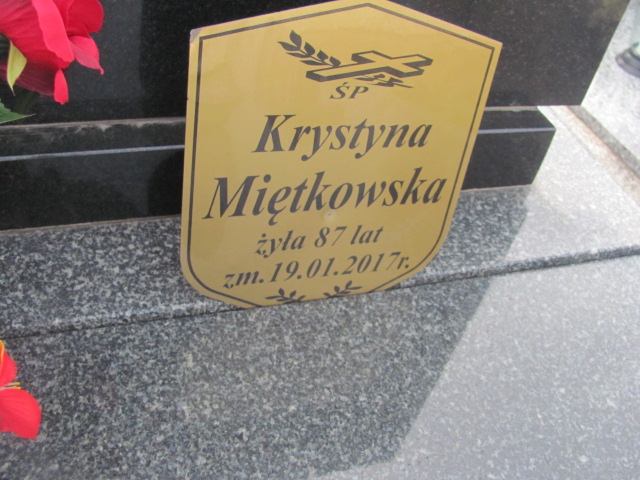 ŚP
Krystyna
Miętkowska
żyła 87 lat
zm. 19.01.2017r.